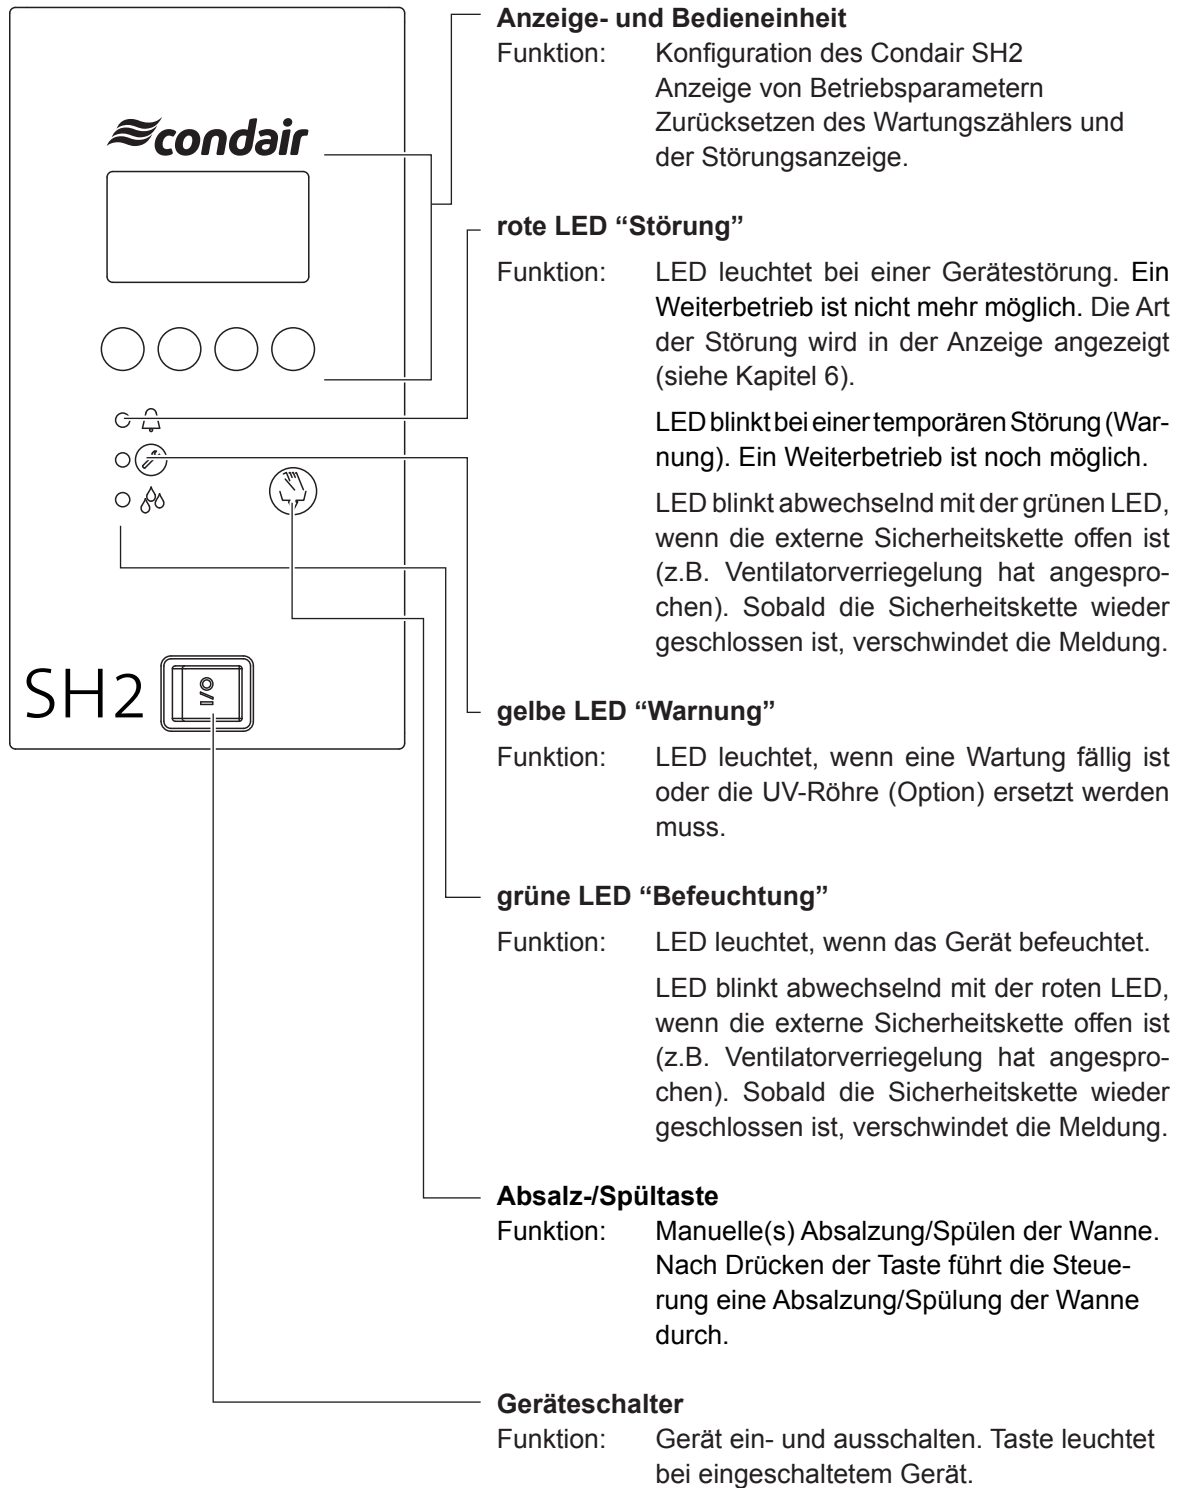 condair
SH2
I/O
Anzeige- und Bedieneinheit
Funktion: Konfiguration des Condair SH2
Anzeige von Betriebsparametern
Zurücksetzen des Wartungszählers und
der Störungsanzeige.
rote LED “Störung”
Funktion: LED leuchtet bei einer Gerätestörung. Ein
Weiterbetrieb ist nicht mehr möglich. Die Art
der Störung wird in der Anzeige angezeigt
(siehe Kapitel 6).
LED blinkt bei einer temporären Störung (War-
nung). Ein Weiterbetrieb ist noch möglich.
LED blinkt abwechselnd mit der grünen LED,
wenn die externe Sicherheitskette offen ist
(z.B. Ventilatorverriegelung hat angespro-
chen). Sobald die Sicherheitskette wieder
geschlossen ist, verschwindet die Meldung.
gelbe LED “Warnung”
Funktion: LED leuchtet, wenn eine Wartung fällig ist
oder die UV-Röhre (Option) ersetzt werden
muss.
grüne LED “Befeuchtung”
Funktion: LED leuchtet, wenn das Gerät befeuchtet.
LED blinkt abwechselnd mit der roten LED,
wenn die externe Sicherheitskette offen ist
(z.B. Ventilatorverriegelung hat angespro-
chen). Sobald die Sicherheitskette wieder
geschlossen ist, verschwindet die Meldung.
Absalz-/Spültaste
Funktion: Manuelle(s) Absalzung/Spülen der Wanne.
Nach Drücken der Taste führt die Steue-
rung eine Absalzung/Spülung der Wanne
durch.
Geräteschalter
Funktion: Gerät ein- und ausschalten. Taste leuchtet
bei eingeschaltetem Gerät.